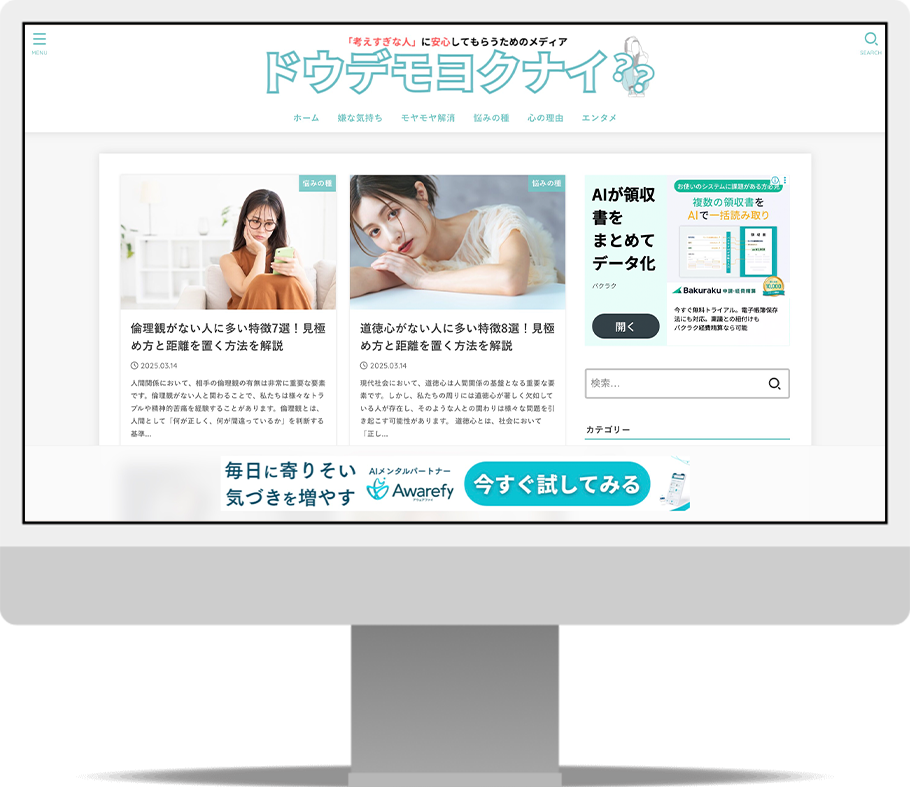 MENU
「考えすぎな人」に安心してもらうためのメディア
ドウデモヨクナイ??
SEARCH
ホーム 嫌な気持ち モヤモヤ解消 悩みの種 心の理由 エンタメ
悩みの種
倫理観がない人に多い特徴7選！見極
め方と距離を置く方法を解説
2025.03.14
人間関係において、相手の倫理観の有無は非常に重要な要素
です。倫理観がない人と関わることで、私たちは様々なトラ
ブルや精神的苦痛を経験することがあります。倫理観とは、
人間として「何が正しく、何が間違っているか」を判断する
基準...
悩みの種
道徳心がない人に多い特徴8選！見極
め方と距離を置く方法を解説
2025.03.14
現代社会において、道徳心は人間関係の基盤となる重要な要
素です。しかし、私たちの周りには道徳心が著しく欠如して
いる人が存在し、そのような人との関わりは様々な問題を引
き起こす可能性があります。 道徳心とは、社会において
「正し...
AIが領収
書を
まとめて
データ化
バクラク
開く
お使いのシステムに課題がある方必見
複数の領収書を
AIで一括読み取り
領収書
Bakuraku 申請・経費精算
今すぐ無料トライアル。電子帳簿保存
法にも対応。稟議との紐付けも
バクラク経費精算なら可能
検索...
カテゴリー
毎日に寄りそい
気づきを増やす
AIメンタルパートナー
Awarefy
アウェアファイ
今すぐ試してみる